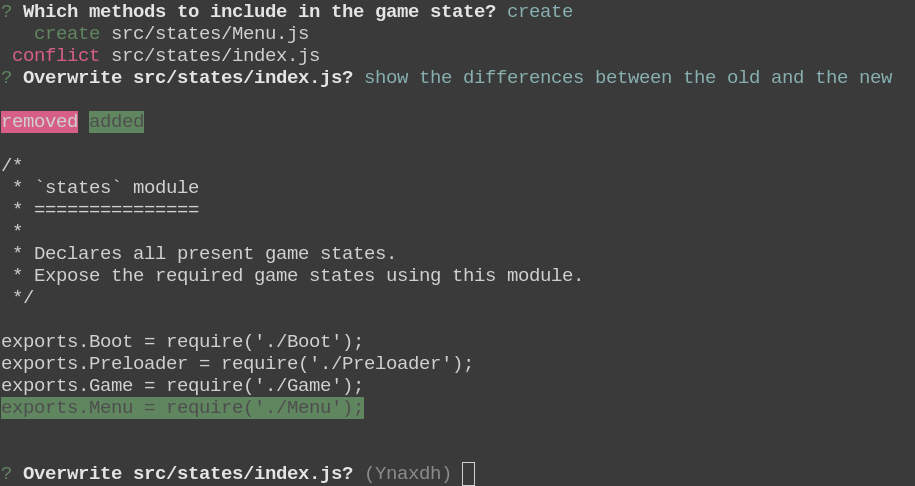 ? Which methods to include in the game state? create
   create src/states/Menu.js
 conflict src/states/index.js
? Overwrite src/states/index.js? show the differences between the old and the new
removed added
/*
 * `states` module
 * ===============
 *
 * Declares all present game states.
 * Expose the required game states using this module.
 */
exports.Boot = require('./Boot');
exports.Preloader = require('./Preloader');
exports.Game = require('./Game');
exports.Menu = require('./Menu');
? Overwrite src/states/index.js? (Ynaxdh)